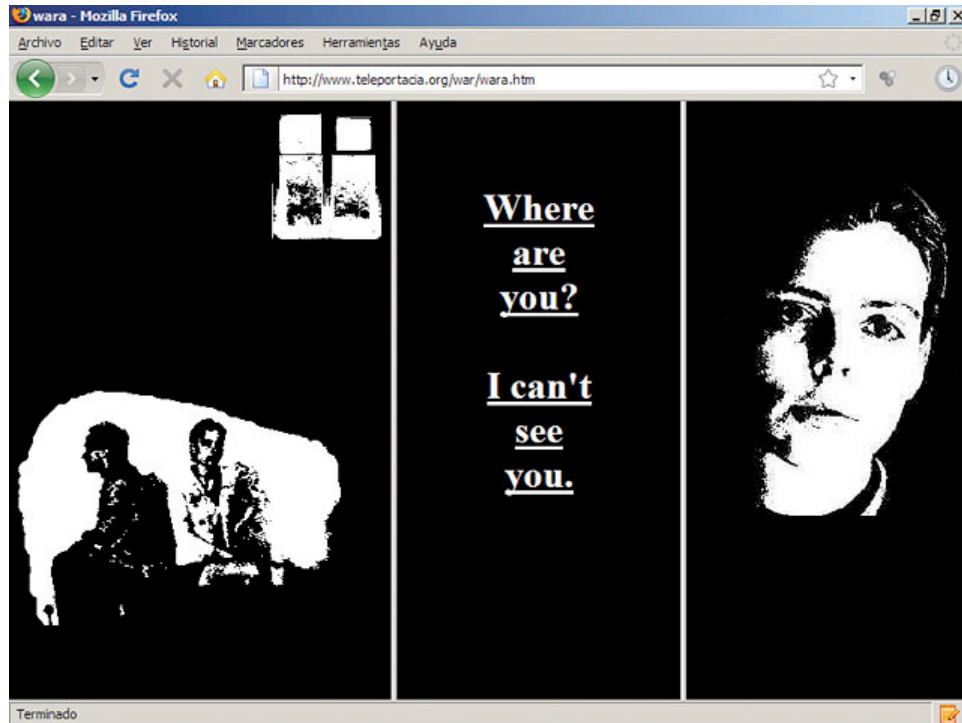 wara - Mozilla Firefox
Archivo Editar Ver Historial Marcadores Herramientas Ayuda
http://www.teleportacia.org/war/wara.htm
Where
are
you?
I can't
see
you.
Terminado